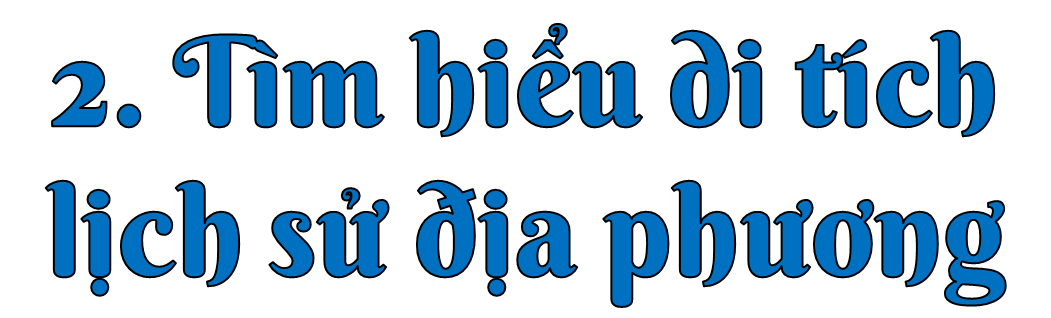 2. Tìm hiểu di tích
lịch sử địa phương